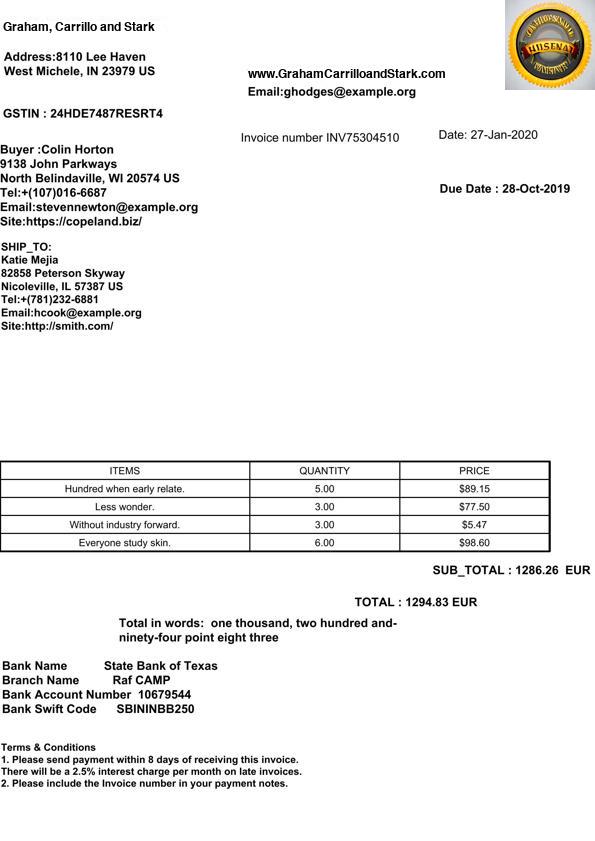 Graham, Carrillo and Stark
Address:8110 Lee Haven
West Michele, IN 23979 US
www.GrahamCarrilloandStark.com
Email:ghodges@example.org
HUSENAT
GSTIN : 24HDE7487RESRT4
Invoice number INV75304510
Date: 27-Jan-2020
Buyer :Colin Horton
9138 John Parkways
North Belindaville, WI 20574 US
Tel:+(107)016-6687
Email:stevennewton@example.org
Site:https://copeland.biz/
Due Date : 28-Oct-2019
SHIP_TO:
Katie Mejia
82858 Peterson Skyway
Nicoleville, IL 57387 US
Tel:+(781)232-6881
Email:hcook@example.org
Site:http://smith.com/
ITEMS QUANTITY PRICE
Hundred when early relate. 5.00 $89.15
Less wonder. 3.00 $77.50
Without industry forward. 3.00 $5.47
Everyone study skin. 6.00 $98.60
SUB_TOTAL : 1286.26 EUR
TOTAL : 1294.83 EUR
Total in words: one thousand, two hundred and-
ninety-four point eight three
Bank Name State Bank of Texas
Branch Name Raf CAMP
Bank Account Number 10679544
Bank Swift Code SBININBB250
Terms & Conditions
1. Please send payment within 8 days of receiving this invoice.
There will be a 2.5% interest charge per month on late invoices.
2. Please include the Invoice number in your payment notes.